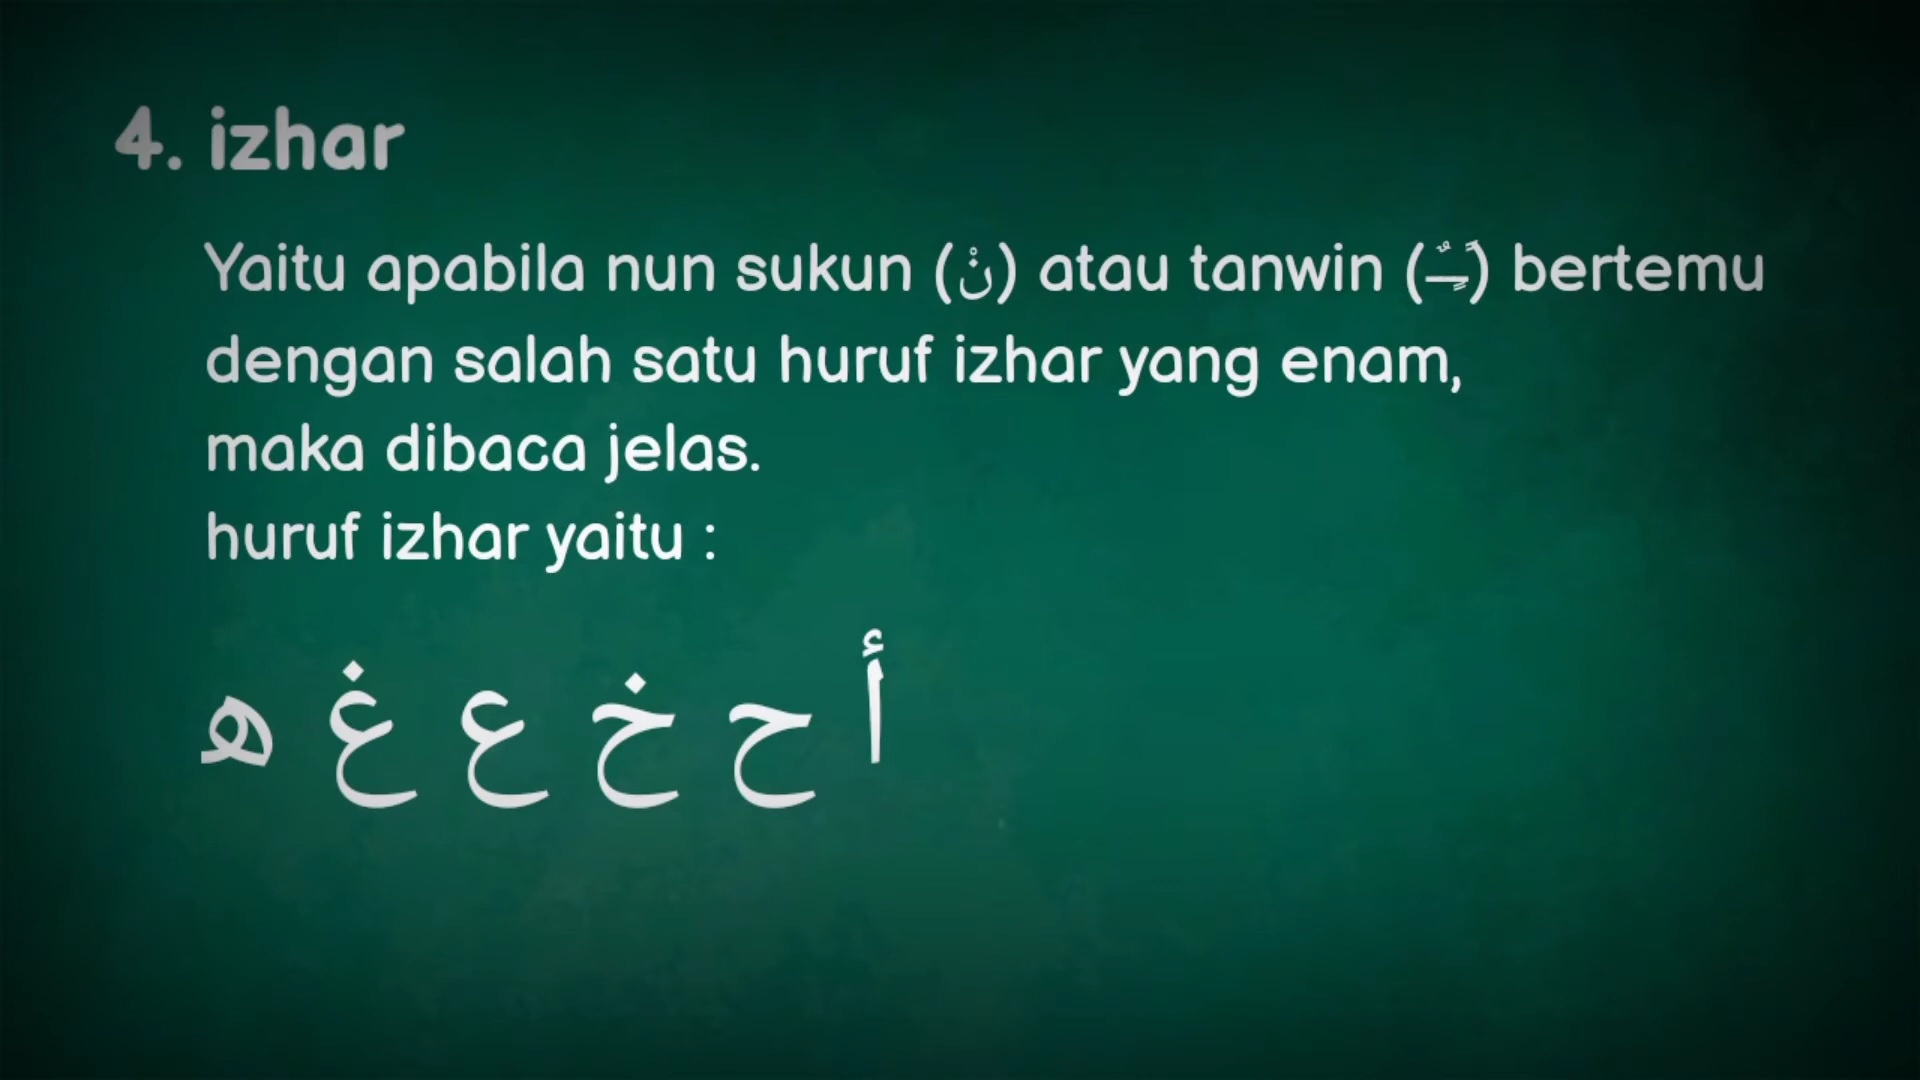 4. izhar
Yaitu apabila nun sukun (نْ) atau tanwin (ـًٍـٌ) bertemu
dengan salah satu huruf izhar yang enam,
maka dibaca jelas.
huruf izhar yaitu :
أ ح خ ع غ ه